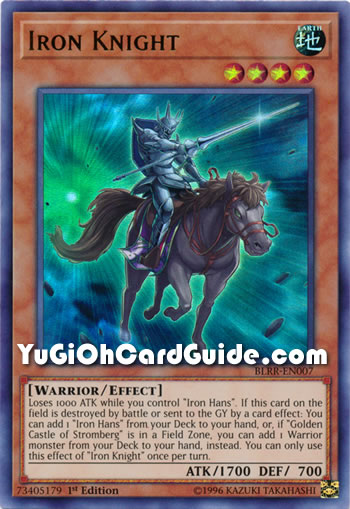 IRON KNIGHT
EARTH
地
YuGiOhCardGuide.com
BLRR-EN007
[WARRIOR/EFFECT]
Loses 1000 ATK while you control "Iron Hans". If this card on the
field is destroyed by battle or sent to the GY by a card effect: You
can add 1 "Iron Hans" from your Deck to your hand, or, if "Golden
Castle of Stromberg" is in a Field Zone, you can add 1 Warrior
monster from your Deck to your hand, instead. You can only use
this effect of "Iron Knight" once per turn.
ATK/1700 DEF/ 700
73405179 1st Edition ©1996 KAZUKI TAKAHASHI